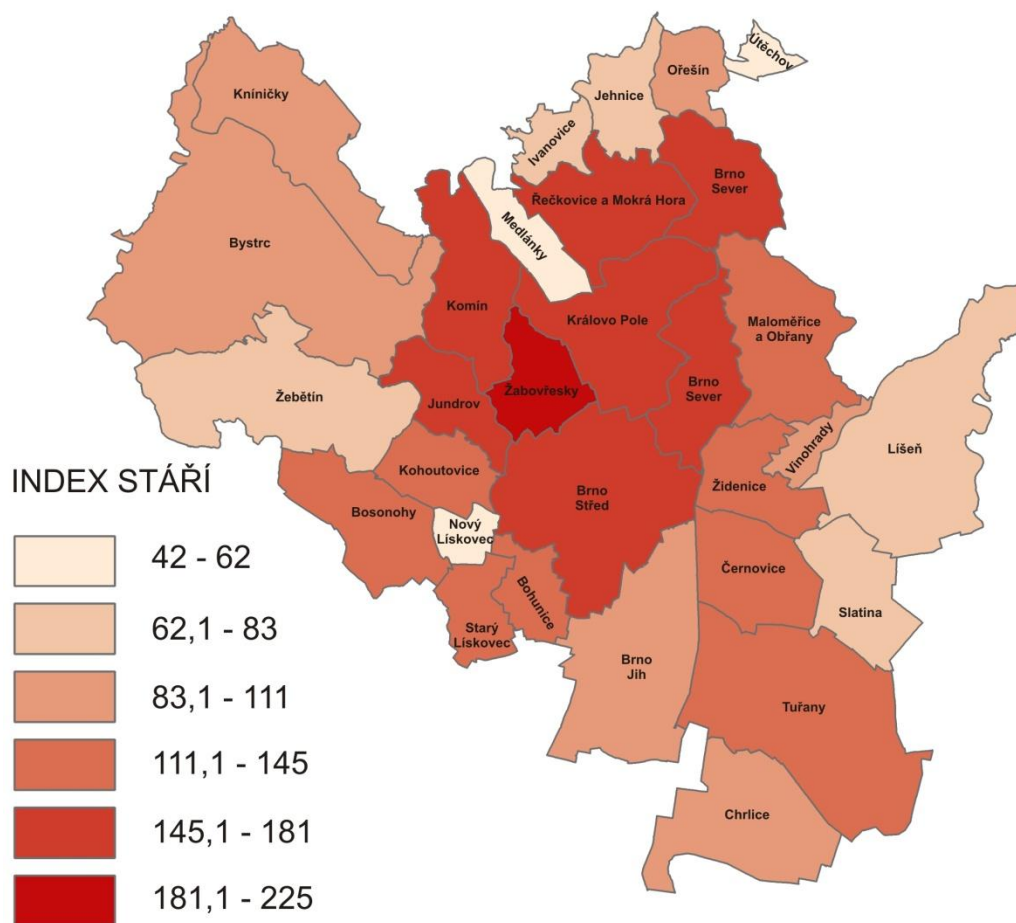 Útěchov
Ořešín
Jehnice
Kníničky
Ivanovice
Brno
Sever
Řečkovice a Mokrá Hora
Medlánky
Bystrc
Komín
Královo Pole
Maloměřice
a Obřany
Žebětín
Žabovřesky
Brno
Sever
Jundrov
Vinohrady
Líšeň
Kohoutovice
Židenice
Brno
Střed
Bosonohy
Nový
Lískovec
Černovice
Bohunice
Slatina
Starý
Lískovec
Brno
Jih
Tuřany
Chrlice
INDEX STÁŘÍ
42 - 62
62,1 - 83
83,1 - 111
111,1 - 145
145,1 - 181
181,1 - 225